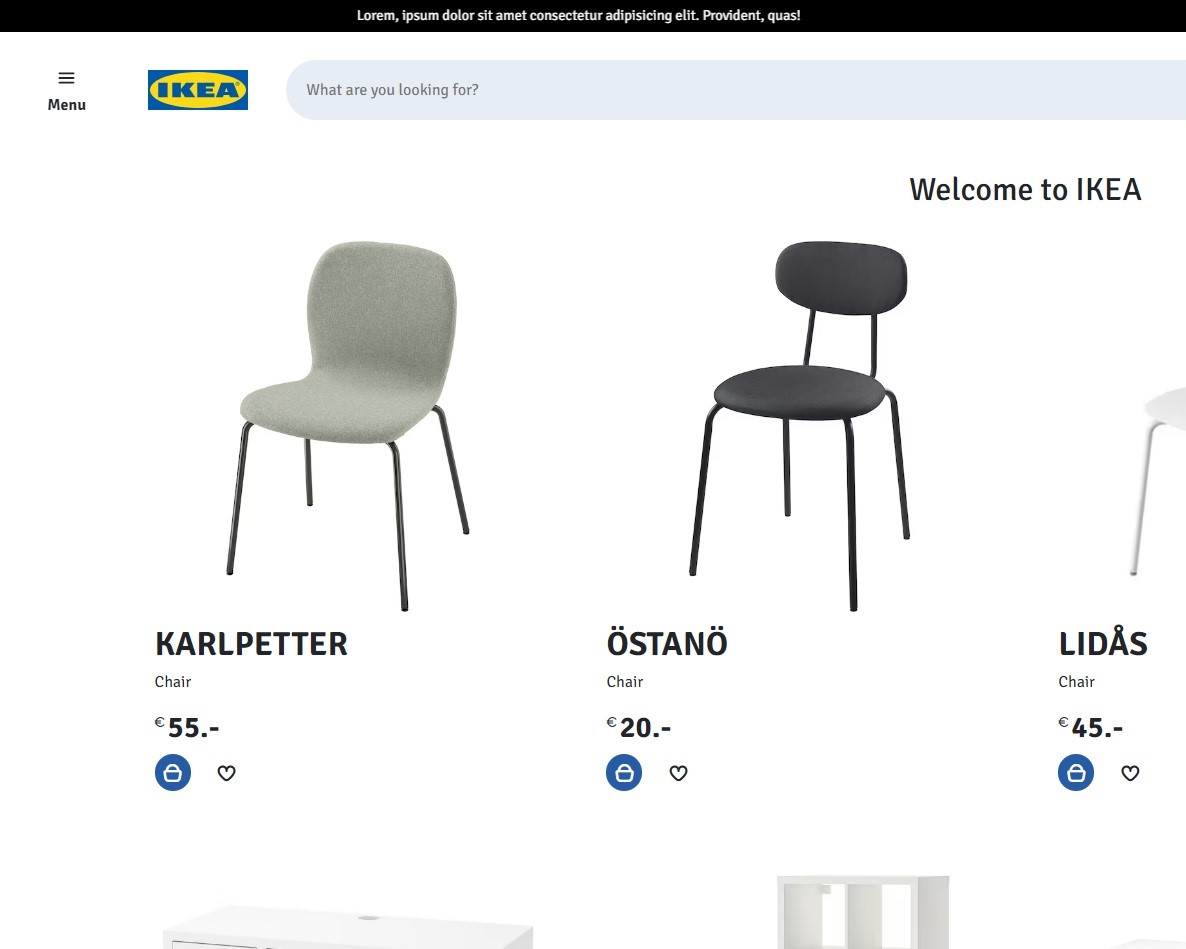 Lorem, ipsum dolor sit amet consectetur adipisicing elit. Provident, quas!
Menu
IKEA
What are you looking for?
Welcome to IKEA
KARLPETTER
Chair
€55.-
ÖSTANÖ
Chair
€20.-
LIDÅS
Chair
€45.-